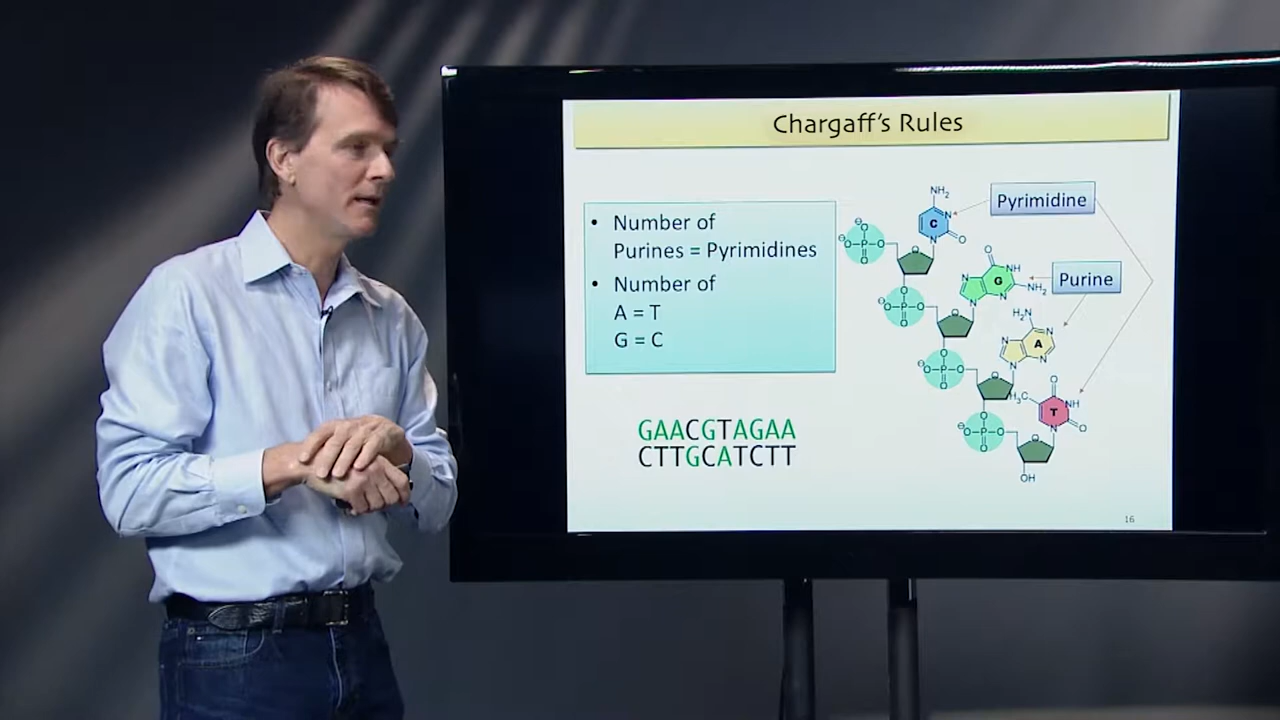 Chargaff's Rules
• Number of
Purines = Pyrimidines
• Number of
A = T
G = C
GAACGTAGAA
CTTGCATCTT
Pyrimidine
Purine
NH₂
C
N
N
O
O
⊖
O
⊖O
P
O
O
O
O
NH
G
N
N
N
NH₂
⊖
O
⊖O
P
O
O
O
H₂N
N
A
N
N
N
O
⊖O
P
O
O
O
O
H₃C
T
NH
N
O
O
⊖O
P
O
O
O
OH
16